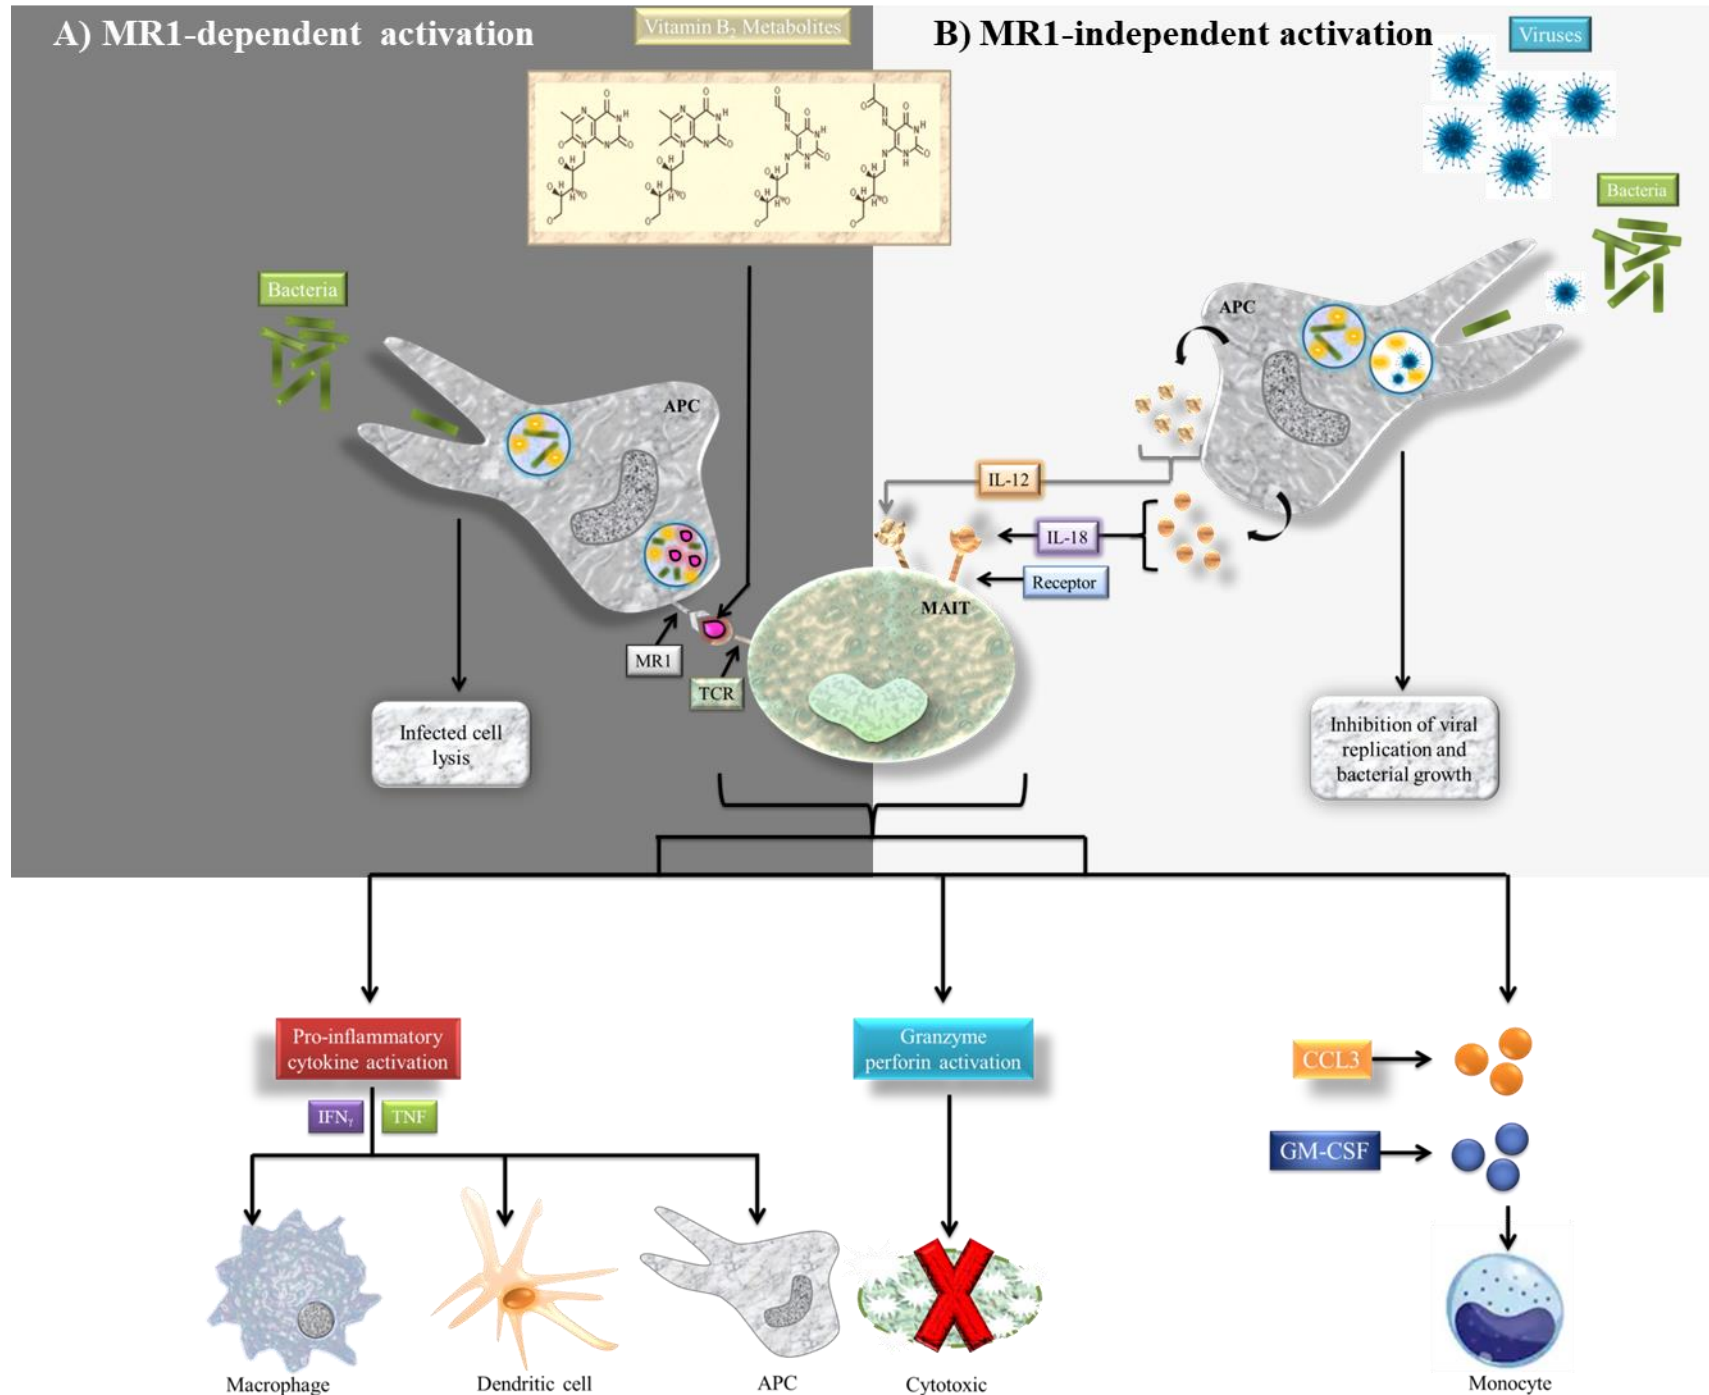 A) MR1-dependent activation
Vitamin B₂ Metabolites
B) MR1-independent activation
Viruses
Bacteria
Bacteria
APC
APC
IL-12
IL-18
Receptor
MAIT
MR1
TCR
Infected cell
lysis
Inhibition of viral
replication and
bacterial growth
Pro-inflammatory
cytokine activation
Granzyme
perforin activation
CCL3
IFNᵧ
TNF
GM-CSF
Macrophage
Dendritic cell
APC
Cytotoxic
Monocyte